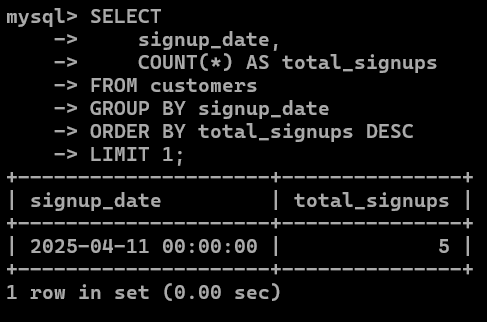 mysql> SELECT
    ->     signup_date,
    ->     COUNT(*) AS total_signups
    -> FROM customers
    -> GROUP BY signup_date
    -> ORDER BY total_signups DESC
    -> LIMIT 1;
+---------------------+---------------+
| signup_date         | total_signups |
+---------------------+---------------+
| 2025-04-11 00:00:00 |             5 |
+---------------------+---------------+
1 row in set (0.00 sec)